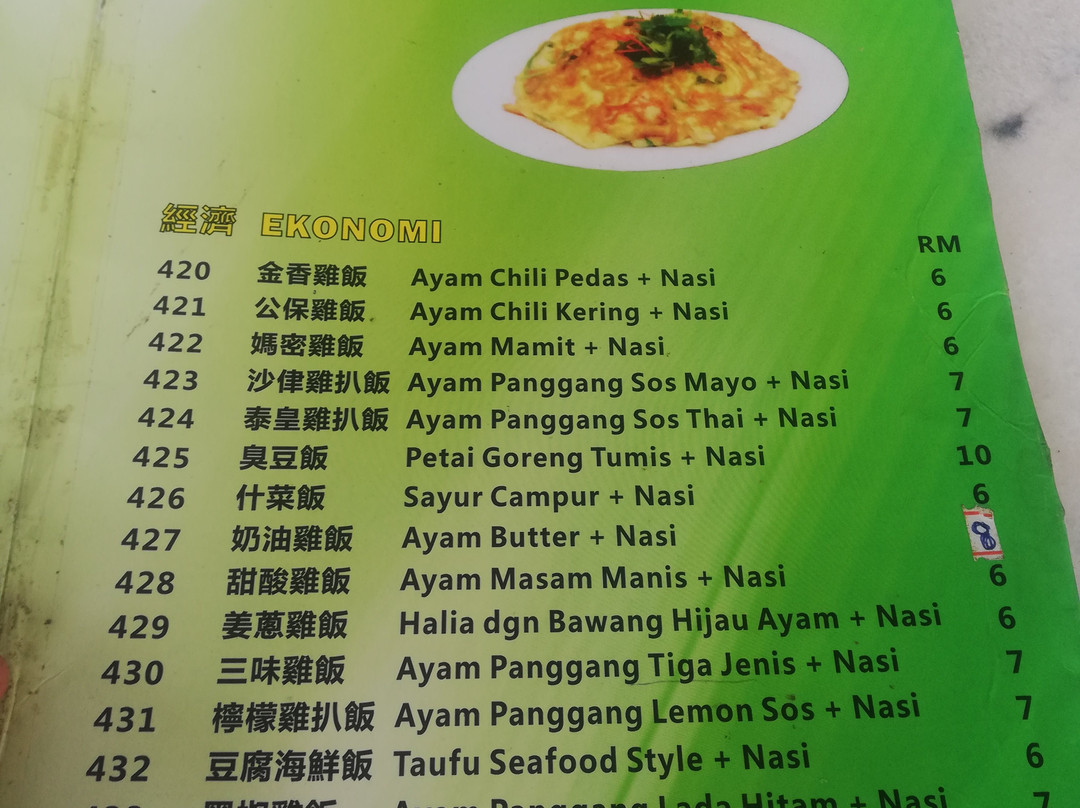 經濟 EKONOMI
RM
420 金香雞飯 Ayam Chili Pedas + Nasi 6
421 公保雞飯 Ayam Chili Kering + Nasi 6
422 媽密雞飯 Ayam Mamit + Nasi 6
423 沙侓雞扒飯 Ayam Panggang Sos Mayo + Nasi 7
424 泰皇雞扒飯 Ayam Panggang Sos Thai + Nasi 7
425 臭豆飯 Petai Goreng Tumis + Nasi 10
426 什菜飯 Sayur Campur + Nasi 6
427 奶油雞飯 Ayam Butter + Nasi 8
428 甜酸雞飯 Ayam Masam Manis + Nasi 6
429 姜蔥雞飯 Halia dgn Bawang Hijau Ayam + Nasi 6
430 三味雞飯 Ayam Panggang Tiga Jenis + Nasi 7
431 檸檬雞扒飯 Ayam Panggang Lemon Sos + Nasi 7
432 豆腐海鮮飯 Taufu Seafood Style + Nasi 6
Ayam Panggang Lada Hitam + Nasi 7